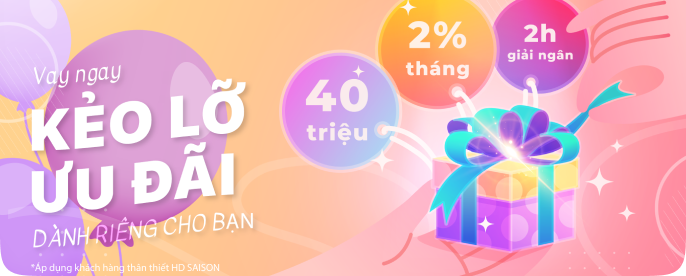 Vay ngay
KẺO LỠ
ƯU ĐÃI
DÀNH RIÊNG CHO BẠN
*Áp dụng khách hàng thân thiết HD SAISON
40
triệu
2%
tháng
2h
giải ngân